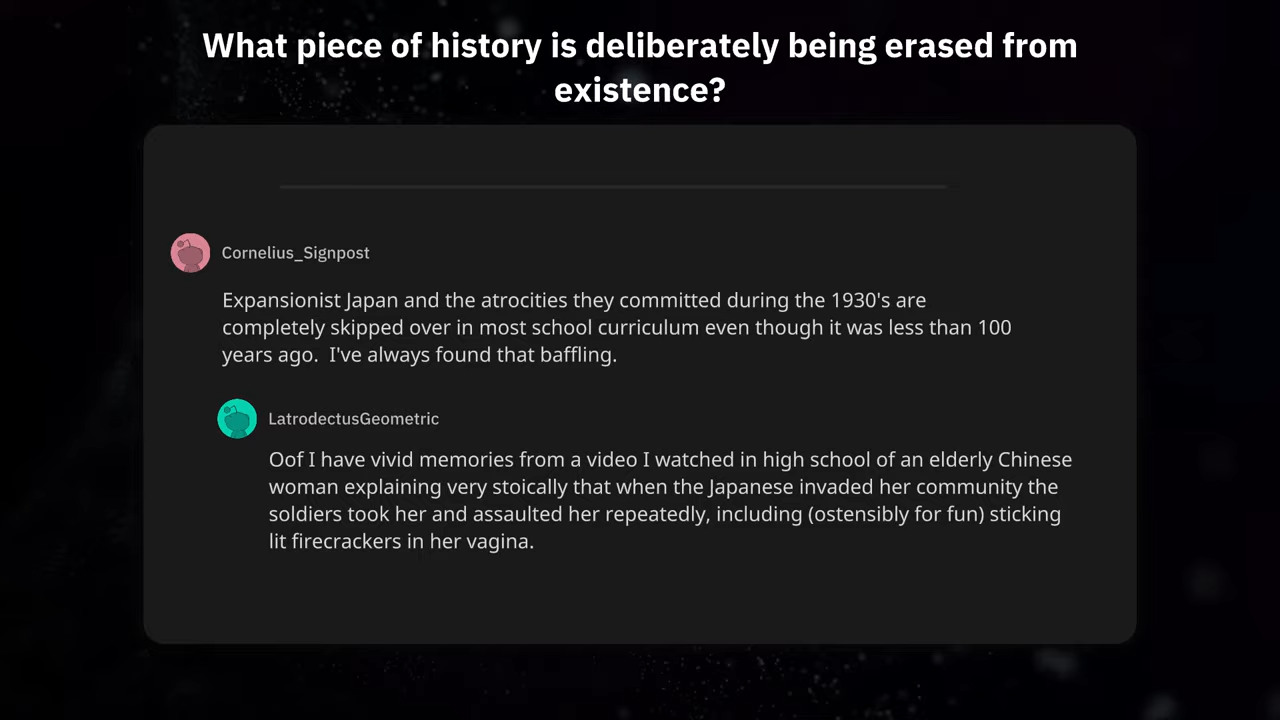 What piece of history is deliberately being erased from
existence?
Cornelius_Signpost
Expansionist Japan and the atrocities they committed during the 1930's are
completely skipped over in most school curriculum even though it was less than 100
years ago.  I've always found that baffling.
LatrodectusGeometric
Oof I have vivid memories from a video I watched in high school of an elderly Chinese
woman explaining very stoically that when the Japanese invaded her community the
soldiers took her and assaulted her repeatedly, including (ostensibly for fun) sticking
lit firecrackers in her vagina.